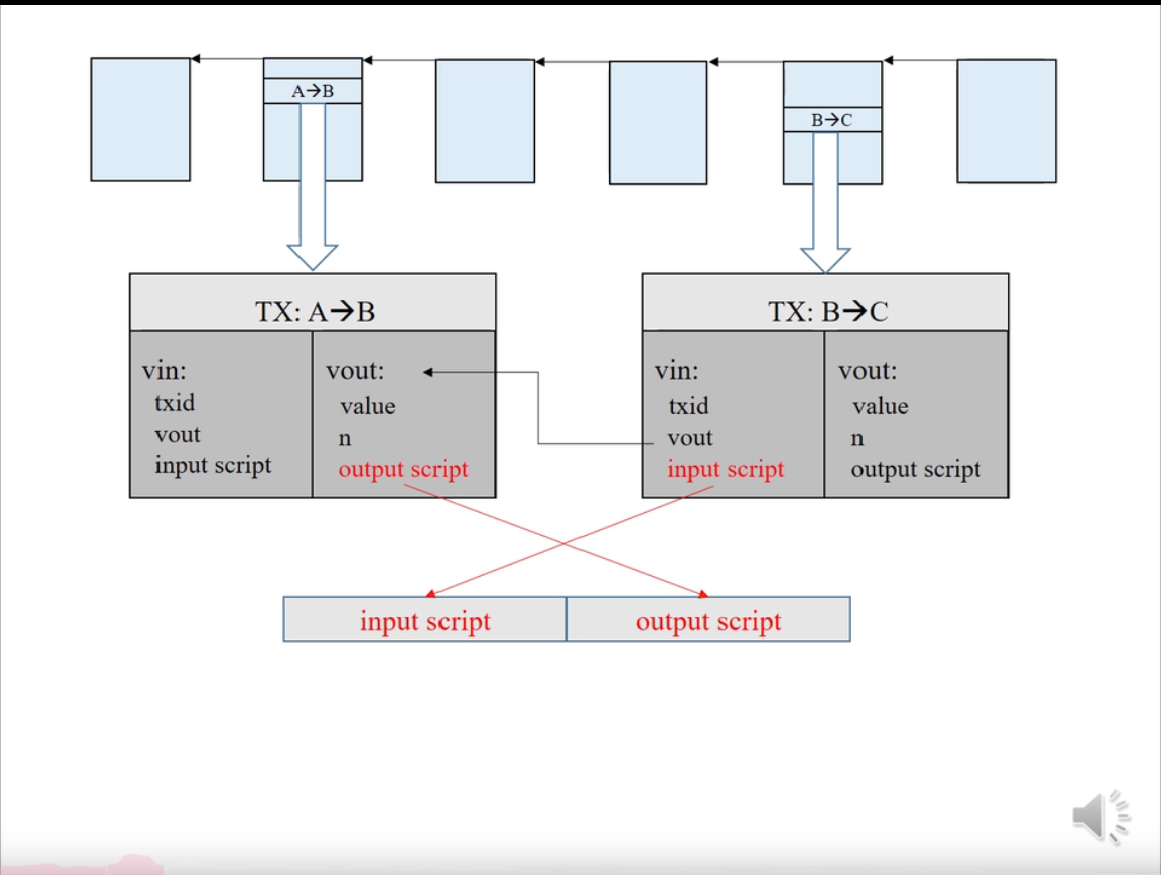 A→B
B→C
TX: A→B
vin:
txid
vout
input script
vout:
value
n
output script
TX: B→C
vin:
txid
vout
input script
vout:
value
n
output script
input script
output script